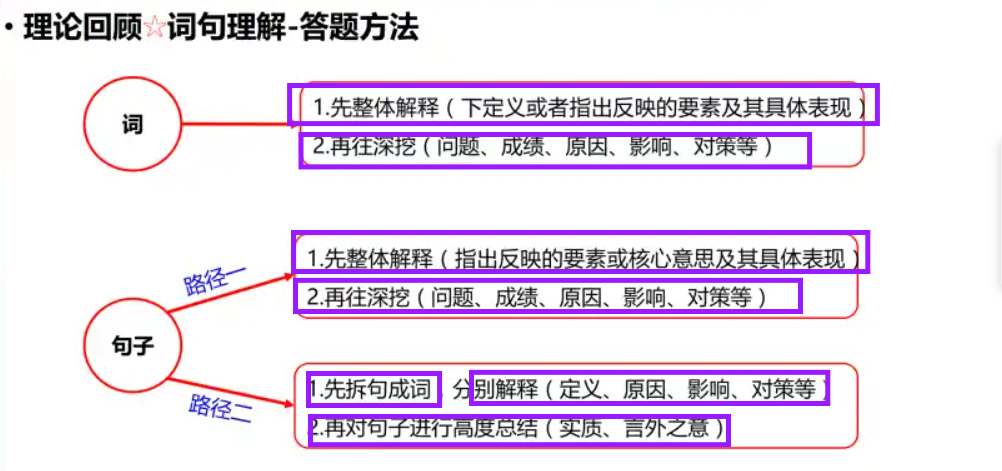 •理论回顾☆词句理解-答题方法
词
1.先整体解释（下定义或者指出反映的要素及其具体表现）
2.再往深挖（问题、成绩、原因、影响、对策等）
句子
路径一
1.先整体解释（指出反映的要素或核心意思及其具体表现）
2.再往深挖（问题、成绩、原因、影响、对策等）
路径二
1.先拆句成词，分别解释（定义、原因、影响、对策等）
2.再对句子进行高度总结（实质、言外之意）